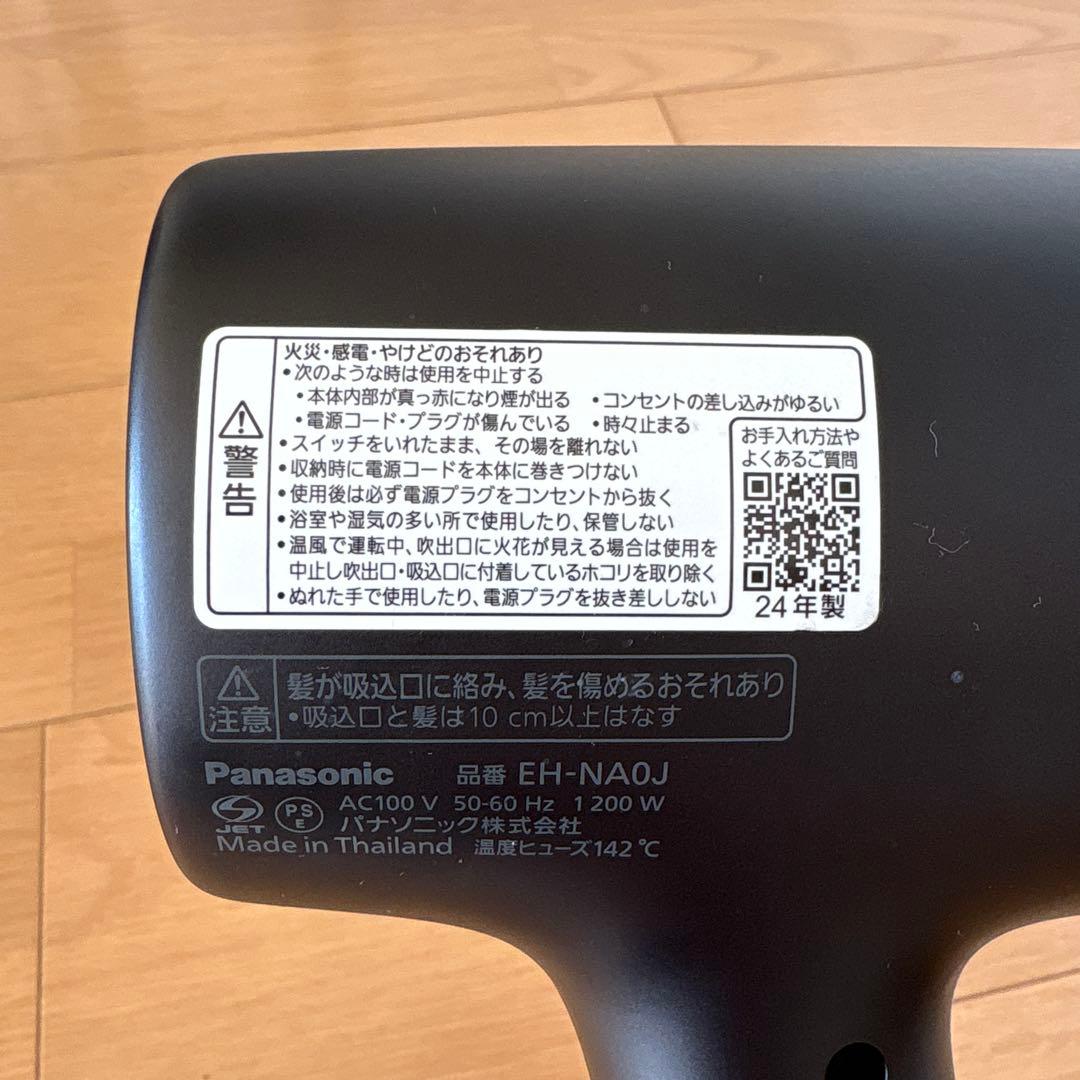 警告
火災・感電・やけどのおそれあり
・次のような時は使用を中止する
・本体内部が真っ赤になり煙が出る ・コンセントの差し込みがゆるい
・電源コード・プラグが傷んでいる ・時々止まる
・スイッチをいれたまま、その場を離れない
・収納時に電源コードを本体に巻きつけない
・使用後は必ず電源プラグをコンセントから抜く
・浴室や湿気の多い所で使用したり、保管しない
・温風で運転中、吹出口に火花が見える場合は使用を
中止し吹出口・吸込口に付着しているホコリを取り除く
・ぬれた手で使用したり、電源プラグを抜き差ししない
お手入れ方法や
よくあるご質問
24年製
注意
髪が吸込口に絡み、髪を傷めるおそれあり
・吸込口と髪は10 cm以上はなす
Panasonic 品番 EH-NA0J
JET PSE AC100 V 50-60 Hz 1 200 W
パナソニック株式会社
Made in Thailand 温度ヒューズ142 ℃